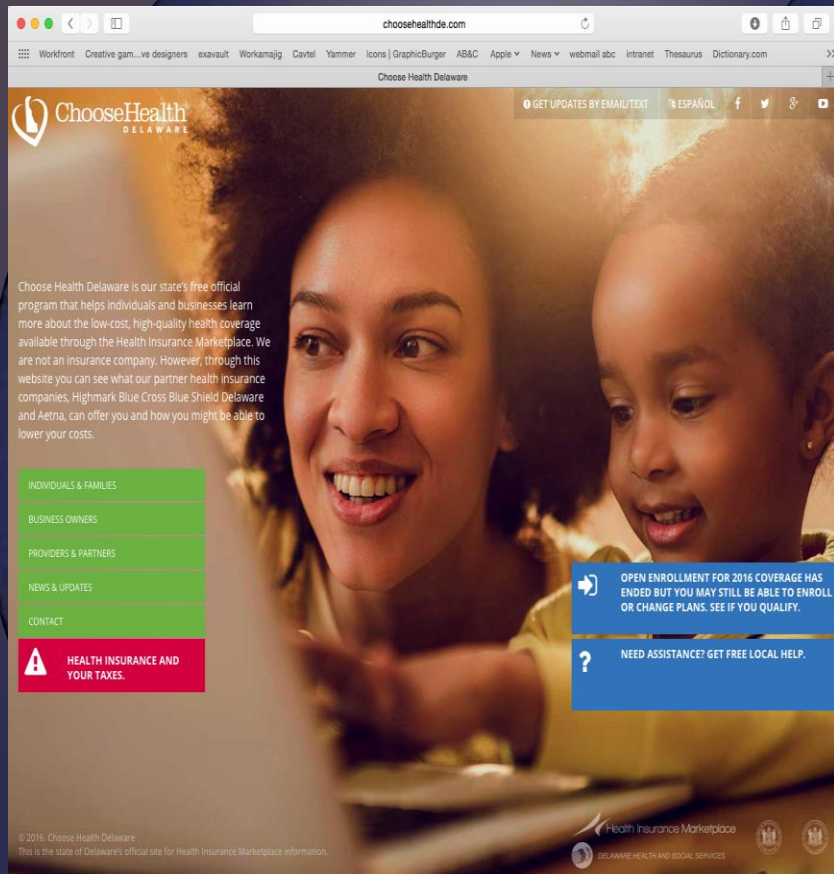 choosehealthde.com
Workfront Creative gam...ve designers exavault Workamajig Cavtel Yammer Icons | GraphicBurger AB&C Apple News webmail abc intranet Thesaurus Dictionary.com >>
Choose Health Delaware +
ChooseHealth
DELAWARE
GET UPDATES BY EMAIL/TEXT ESPAÑOL f g+
Choose Health Delaware is our state's free official
program that helps individuals and businesses learn
more about the low-cost, high-quality health coverage
available through the Health Insurance Marketplace. We
are not an insurance company. However, through this
website you can see what our partner health insurance
companies, Highmark Blue Cross Blue Shield Delaware
and Aetna, can offer you and how you might be able to
lower your costs.
INDIVIDUALS & FAMILIES
BUSINESS OWNERS
PROVIDERS & PARTNERS
NEWS & UPDATES
CONTACT
HEALTH INSURANCE AND
YOUR TAXES.
OPEN ENROLLMENT FOR 2016 COVERAGE HAS
ENDED BUT YOU MAY STILL BE ABLE TO ENROLL
OR CHANGE PLANS. SEE IF YOU QUALIFY.
? NEED ASSISTANCE? GET FREE LOCAL HELP.
© 2016. Choose Health Delaware
This is the state of Delaware's official site for Health Insurance Marketplace information.
Health Insurance Marketplace
DELAWARE HEALTH AND SOCIAL SERVICES